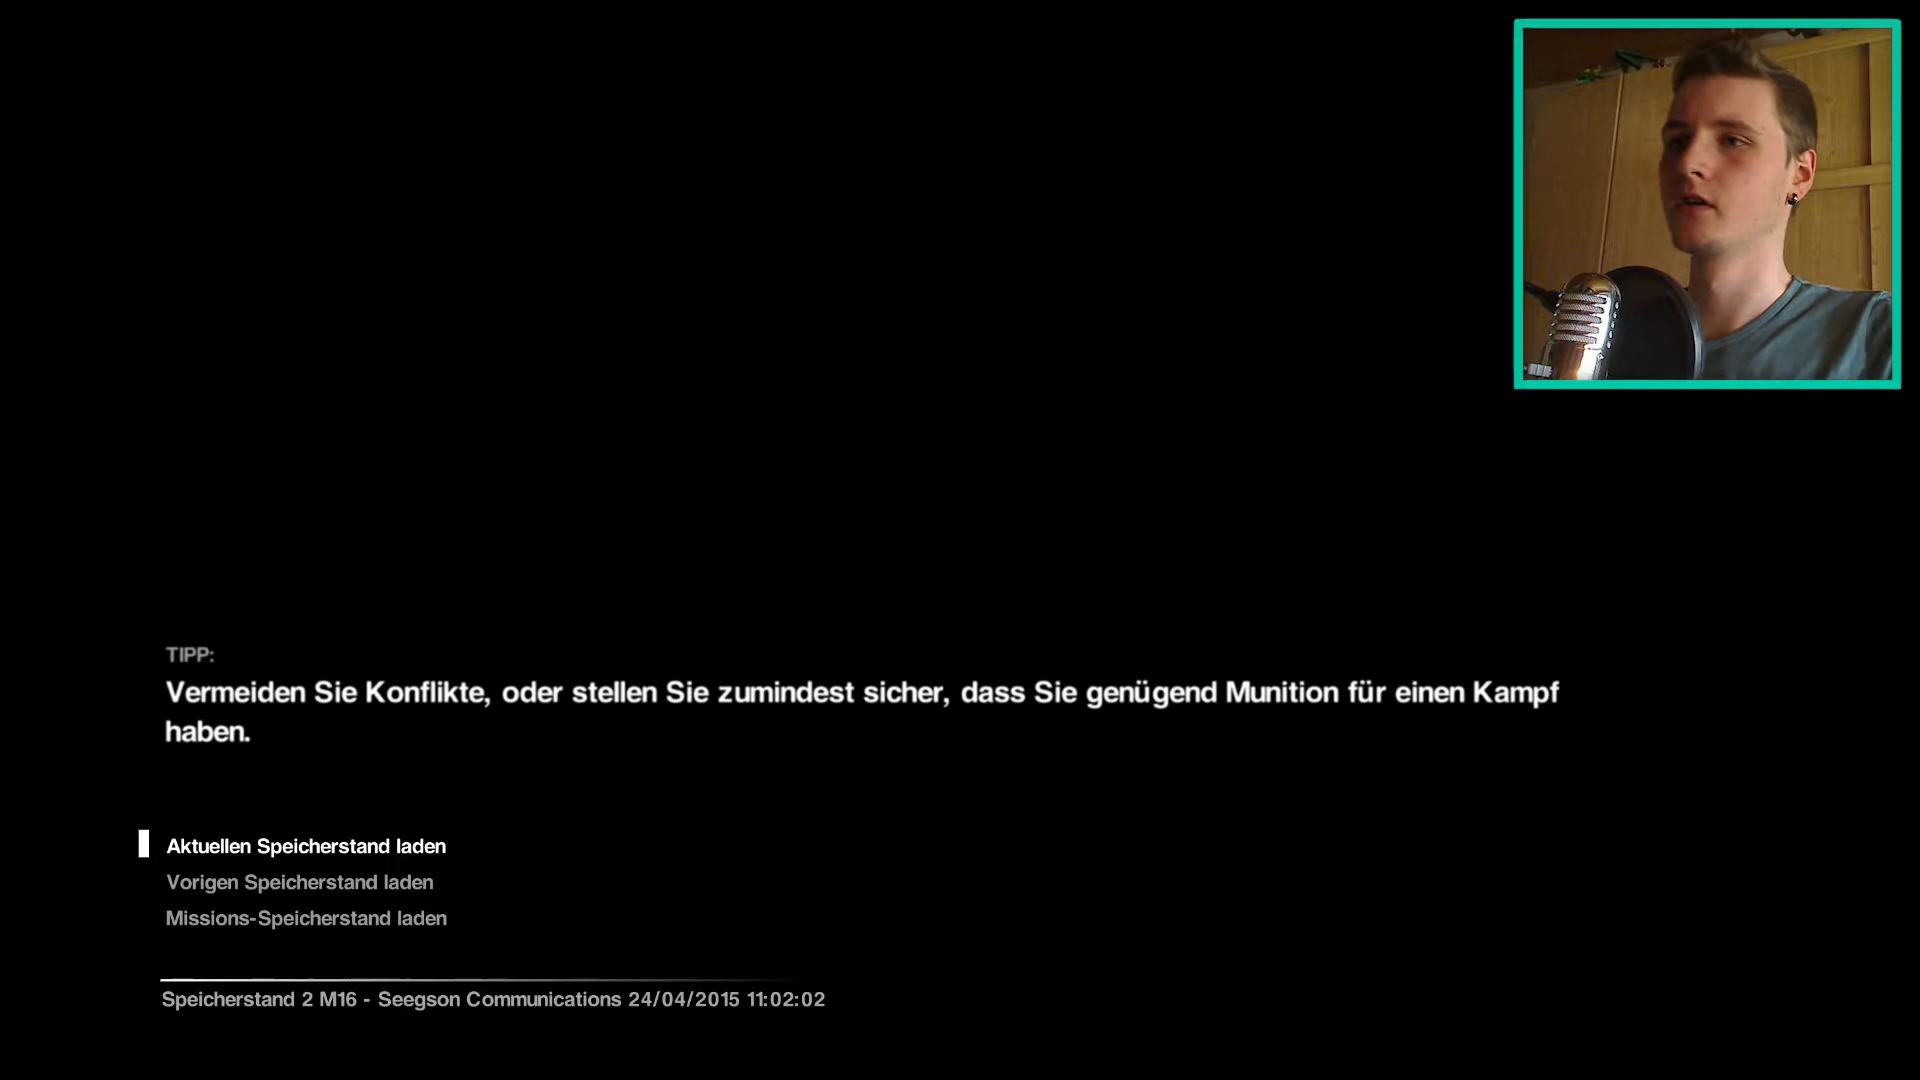 TIPP:
Vermeiden Sie Konflikte, oder stellen Sie zumindest sicher, dass Sie genügend Munition für einen Kampf
haben.
Aktuellen Speicherstand laden
Vorigen Speicherstand laden
Missions-Speicherstand laden
Speicherstand 2 M16 - Seegson Communications 24/04/2015 11:02:02